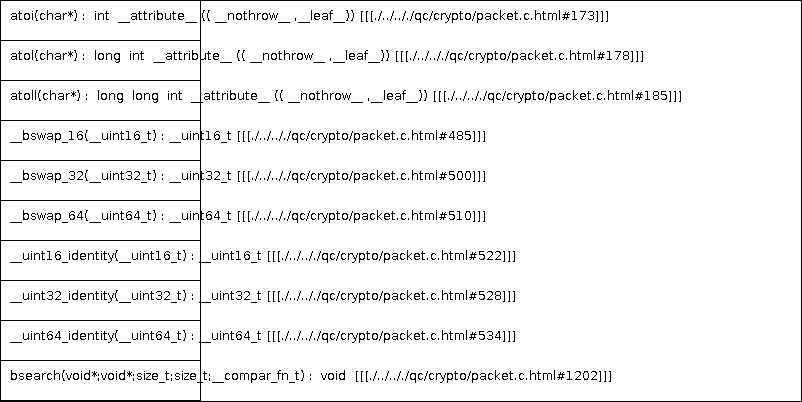 atoi(char*) : int __attribute__ (( __nothrow__ ,__leaf__)) [[[./../.././qc/crypto/packet.c.html#173]]]
atol(char*) : long int __attribute__ (( __nothrow__ ,__leaf__)) [[[./../.././qc/crypto/packet.c.html#178]]]
atoll(char*) : long long int __attribute__ (( __nothrow__ ,__leaf__)) [[[./../.././qc/crypto/packet.c.html#185]]]
__bswap_16(__uint16_t) : __uint16_t [[[./../.././qc/crypto/packet.c.html#485]]]
__bswap_32(__uint32_t) : __uint32_t [[[./../.././qc/crypto/packet.c.html#500]]]
__bswap_64(__uint64_t) : __uint64_t [[[./../.././qc/crypto/packet.c.html#510]]]
__uint16_identity(__uint16_t) : __uint16_t [[[./../.././qc/crypto/packet.c.html#522]]]
__uint32_identity(__uint32_t) : __uint32_t [[[./../.././qc/crypto/packet.c.html#528]]]
__uint64_identity(__uint64_t) : __uint64_t [[[./../.././qc/crypto/packet.c.html#534]]]
bsearch(void*;void*;size_t;size_t;__compar_fn_t) : void [[[./../.././qc/crypto/packet.c.html#1202]]]